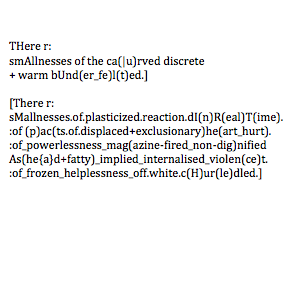 THere r:
smAllnesses of the ca(|u)rved discrete
+ warm bUnd(er_fe)l(t)ed.]
[There r:
sMallnesses.of.plasticized.reaction.dI(n)R(eal)T(ime).
:of (p)ac(ts.of.displaced+exclusionary)he(art_hurt).
:of_powerlessness_mag(azine-fired_non-dig)nified
As(he{a}d+fatty)_implied_internalised_violen(ce)t.
:of_frozen_helplessness_off.white.c(H)ur(le)dled.]